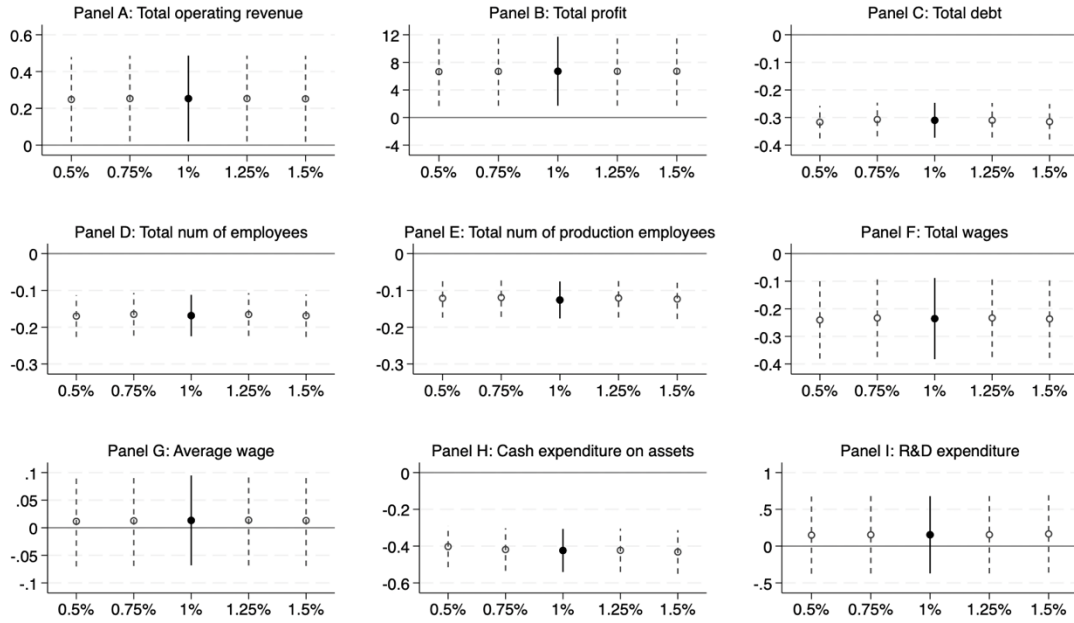 Panel A: Total operating revenue
0.6
0.4
0.2
0
0.5% 0.75% 1% 1.25% 1.5%
Panel B: Total profit
12
8
4
0
-4
0.5% 0.75% 1% 1.25% 1.5%
Panel C: Total debt
0
-0.1
-0.2
-0.3
-0.4
0.5% 0.75% 1% 1.25% 1.5%
Panel D: Total num of employees
0
-0.1
-0.2
-0.3
0.5% 0.75% 1% 1.25% 1.5%
Panel E: Total num of production employees
0
-0.1
-0.2
-0.3
0.5% 0.75% 1% 1.25% 1.5%
Panel F: Total wages
0
-0.1
-0.2
-0.3
-0.4
0.5% 0.75% 1% 1.25% 1.5%
Panel G: Average wage
.1
.05
0
-.05
-.1
0.5% 0.75% 1% 1.25% 1.5%
Panel H: Cash expenditure on assets
0
-0.2
-0.4
-0.6
0.5% 0.75% 1% 1.25% 1.5%
Panel I: R&D expenditure
1
.5
0
-.5
0.5% 0.75% 1% 1.25% 1.5%